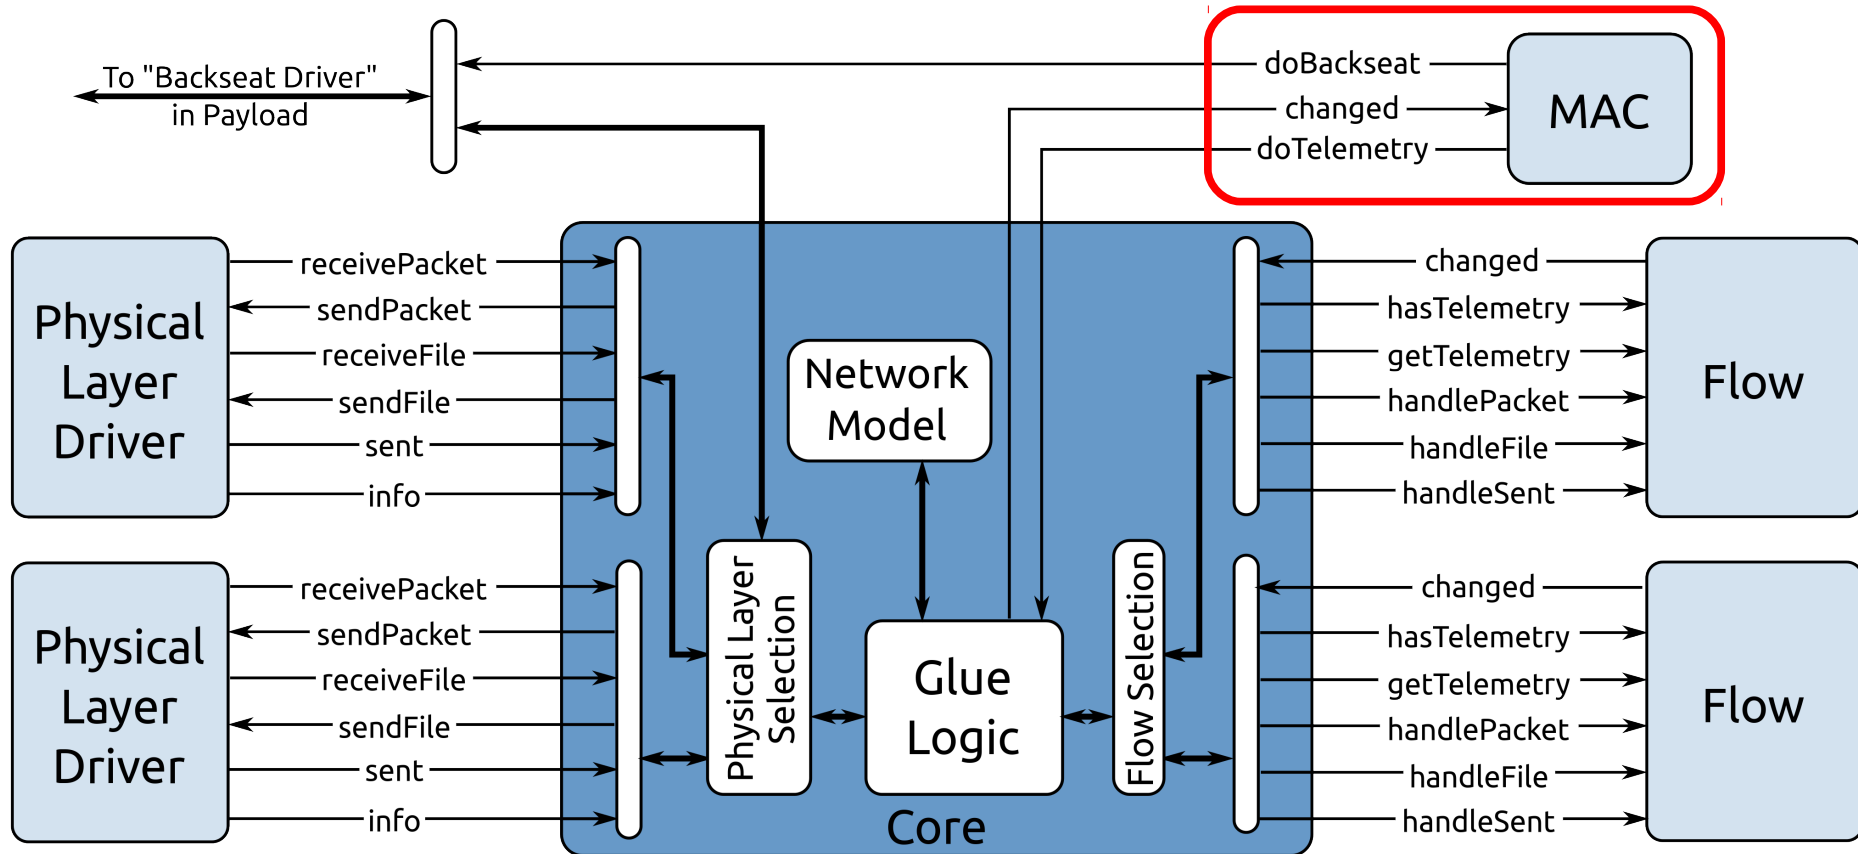 To "Backseat Driver"
in Payload
doBackseat
changed
doTelemetry
MAC
Physical
Layer
Driver
receivePacket
sendPacket
receiveFile
sendFile
sent
info
Network
Model
changed
hasTelemetry
getTelemetry
handlePacket
handleFile
handleSent
Flow
Physical
Layer
Driver
receivePacket
sendPacket
receiveFile
sendFile
sent
info
Physical Layer
Selection
Glue
Logic
Flow Selection
Core
changed
hasTelemetry
getTelemetry
handlePacket
handleFile
handleSent
Flow